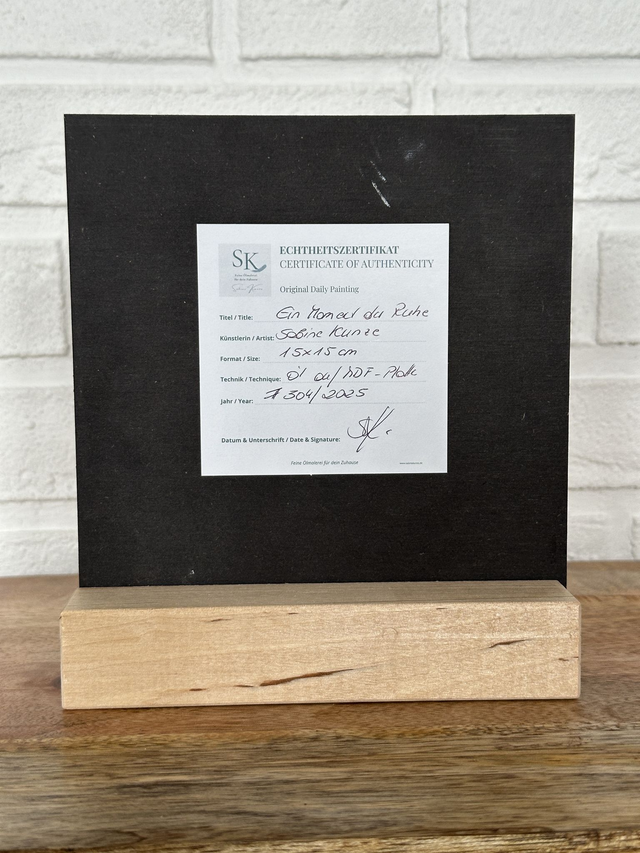 SK
ECHTHEITSZERTIFIKAT
CERTIFICATE OF AUTHENTICITY
Original Daily Painting
Titel / Title: Ein Moment der Ruhe
Künstlerin / Artist: Sabine Kunze
Format / Size: 15x15 cm
Technik / Technique: Öl auf MDF-Platte
Jahr / Year: #304/2025
Datum & Unterschrift / Date & Signature: SK.
Feine Ölmalerei für dein Zuhause